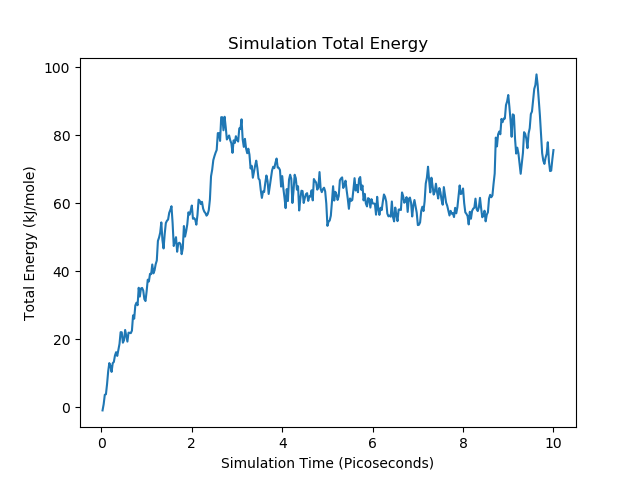 Simulation Total Energy
Total Energy (kJ/mole)
100
80
60
40
20
0
0 2 4 6 8 10
Simulation Time (Picoseconds)